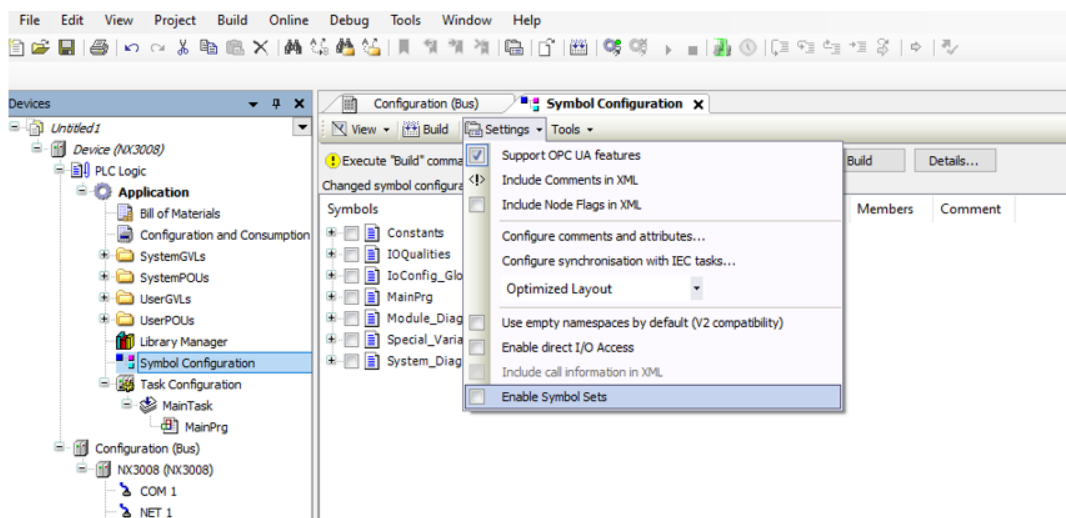 File Edit View Project Build Online Debug Tools Window Help
Devices
Configuration (Bus) Symbol Configuration
View Build Settings Tools
Untitled1
Device (NX3008)
PLC Logic
Application
Bill of Materials
Configuration and Consumption
SystemGVLs
SystemPOUs
UserGVLs
UserPOUs
Library Manager
Symbol Configuration
Task Configuration
MainTask
MainPrg
Configuration (Bus)
NX3008 (NX3008)
COM 1
NET 1
Execute "Build" comma
Build Details...
Changed symbol configura
Symbols Members Comment
Constants
IOQualities
IoConfig_Glo
MainPrg
Module_Diag
Special_Varia
System_Diag
Support OPC UA features
Include Comments in XML
Include Node Flags in XML
Configure comments and attributes...
Configure synchronisation with IEC tasks...
Optimized Layout
Use empty namespaces by default (V2 compatibility)
Enable direct I/O Access
Include call information in XML
Enable Symbol Sets